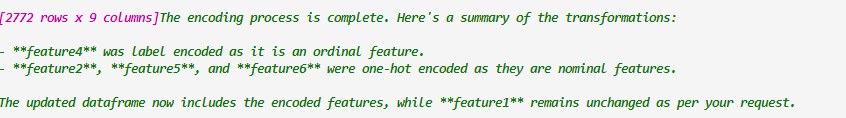 [2772 rows x 9 columns]The encoding process is complete. Here's a summary of the transformations:
- **feature4** was label encoded as it is an ordinal feature.
- **feature2**, **feature5**, and **feature6** were one-hot encoded as they are nominal features.
The updated dataframe now includes the encoded features, while **feature1** remains unchanged as per your request.